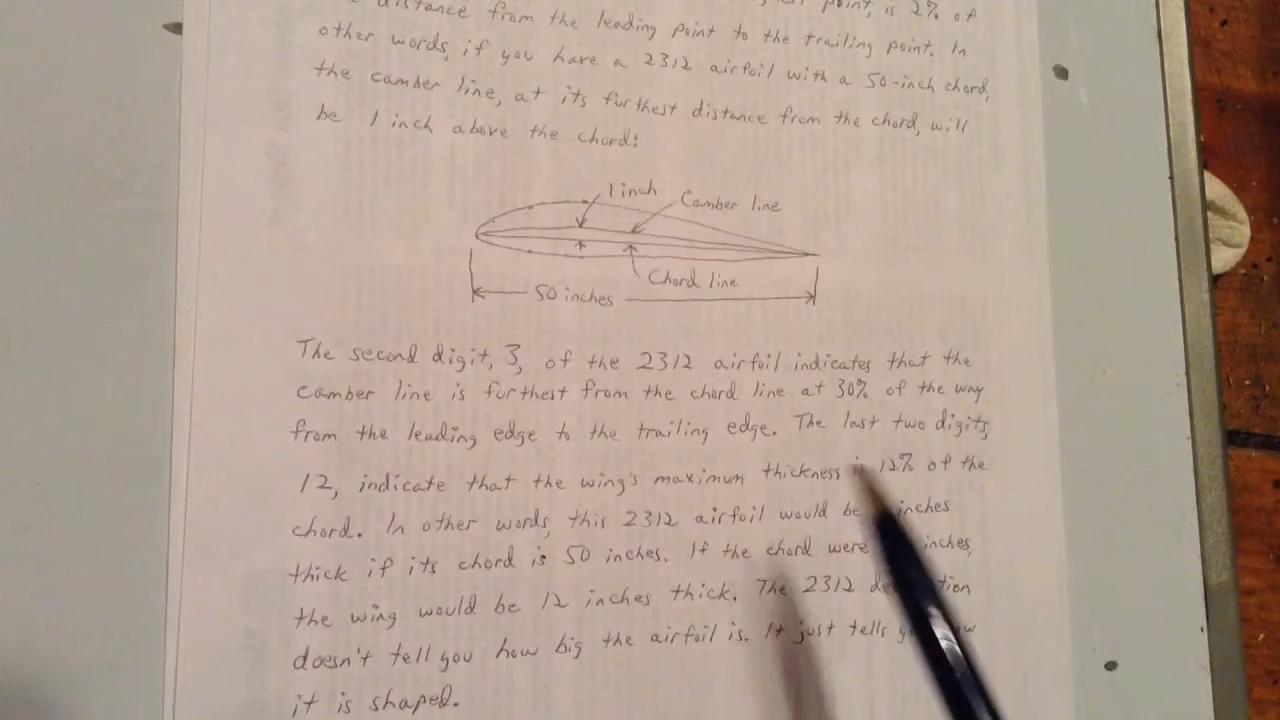 distance from the leading point to the trailing point. In
point, is 2% of
other words, if you have a 2312 airfoil with a 50-inch chord,
the camber line, at its furthest distance from the chord, will
be 1 inch above the chord:
1 inch
Camber line
Chord line
50 inches
The second digit, 3, of the 2312 airfoil indicates that the
camber line is furthest from the chord line at 30% of the way
from the leading edge to the trailing edge. The last two digits,
12, indicate that the wing's maximum thickness is 12% of the
chord. In other words, this 2312 airfoil would be inches
thick if its chord is 50 inches. If the chord were inches,
the wing would be 12 inches thick. The 2312
doesn't tell you how big the airfoil is. It just tells
it is shaped.